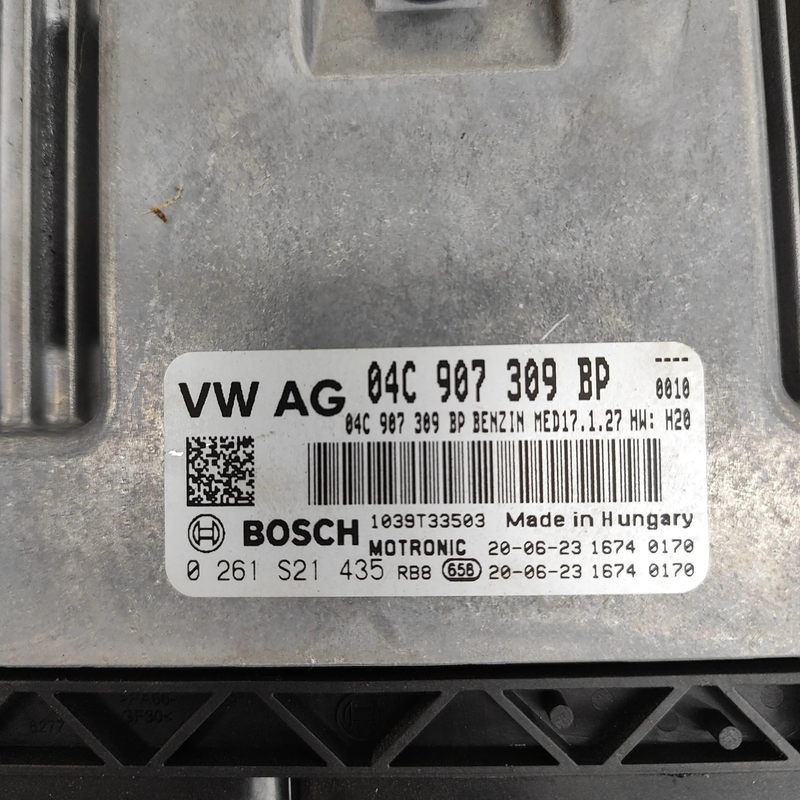 VW AG 04C 907 309 BP ----
0010
04C 907 309 BP BENZIN MED17.1.27 HW: H20
BOSCH 1039T33503 Made in Hungary
MOTRONIC 20-06-23 1674 0170
0 261 S21 435 RB8 658 20-06-23 1674 0170
8277